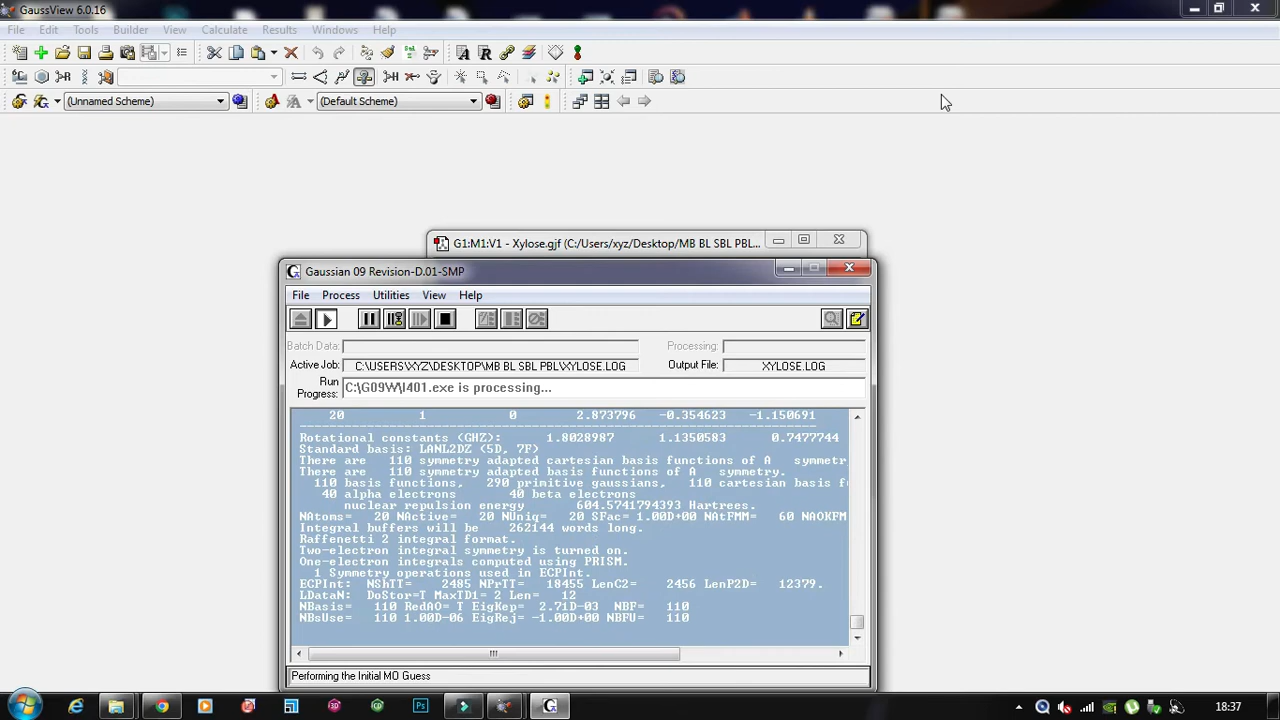 GaussView 6.0.16
File Edit Tools Builder View Calculate Results Windows Help
(Unnamed Scheme) (Default Scheme)
G1:M1:V1 - Xylose.gjf (C:/Users/xyz/Desktop/MB BL SBL PBL...
Gaussian 09 Revision-D.01-SMP
File Process Utilities View Help
Batch Data: Processing:
Active Job: C:\USERS\XYZ\DESKTOP\MB BL SBL PBL\XYLOSE.LOG Output File: XYLOSE.LOG
Run Progress: C:\G09W\l401.exe is processing...
20 1 0 2.873796 -0.354623 -1.150691
Rotational constants (GHZ): 1.8028987 1.1350583 0.7477744
Standard basis: LANL2DZ (5D, 7F)
There are 110 symmetry adapted cartesian basis functions of A symmetr
There are 110 symmetry adapted basis functions of A symmetry.
110 basis functions, 290 primitive gaussians, 110 cartesian basis f
40 alpha electrons 40 beta electrons
nuclear repulsion energy 604.5741794393 Hartrees.
NAtoms= 20 NActive= 20 NUniq= 20 SFac= 1.00D+00 NAtFMM= 60 NAOKFM
Integral buffers will be 262144 words long.
Raffenetti 2 integral format.
Two-electron integral symmetry is turned on.
One-electron integrals computed using PRISM.
1 Symmetry operations used in ECPInt.
ECPInt: NShTT= 2485 NPrTT= 18455 LenC2= 2456 LenP2D= 12379.
LDataN: DoStor=T MaxTD1= 2 Len= 12
NBasis= 110 RedAO= T EigKep= 2.71D-03 NBF= 110
NBsUse= 110 1.00D-06 EigRej= -1.00D+00 NBFU= 110
Performing the Initial MO Guess
18:37